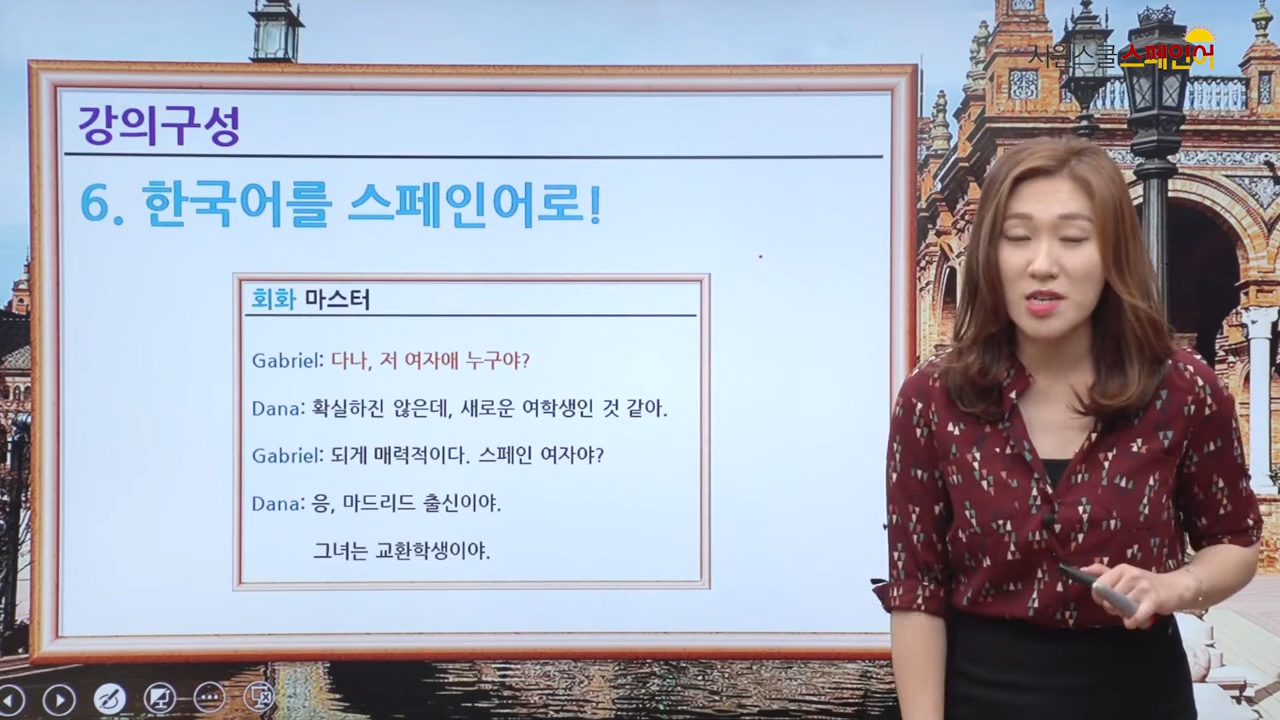 시원스쿨 스페인어
강의구성
6. 한국어를 스페인어로!
회화 마스터
Gabriel: 다나, 저 여자애 누구야?
Dana: 확실하진 않은데, 새로운 여학생인 것 같아.
Gabriel: 되게 매력적이다. 스페인 여자야?
Dana: 응, 마드리드 출신이야.
그녀는 교환학생이야.